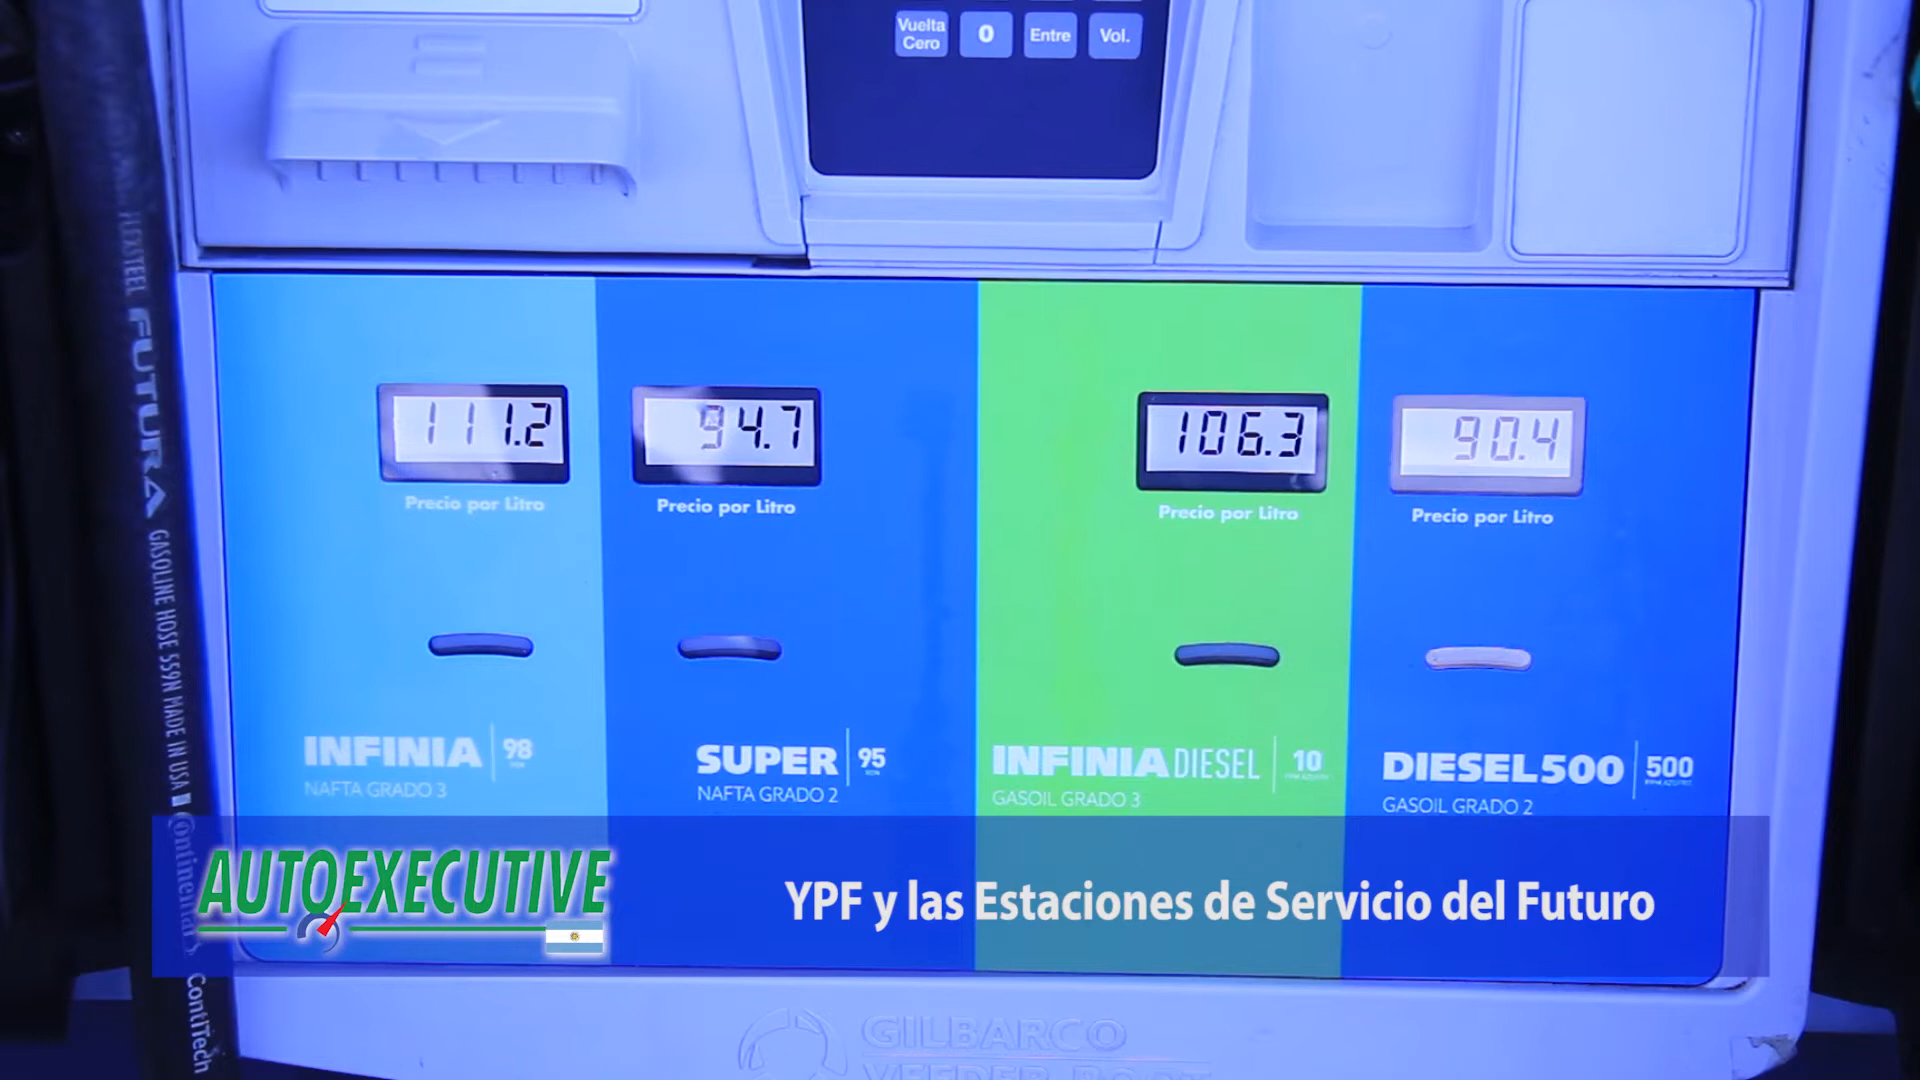 Vuelta
Cero
0
Entre
Vol.
111.2
94.7
106.3
90.4
Precio por Litro
Precio por Litro
Precio por Litro
Precio por Litro
INFINIA 98
NAFTA GRADO 3
SUPER 95
NAFTA GRADO 2
INFINIA DIESEL 10
GASOIL GRADO 3
DIESEL500 500
GASOIL GRADO 2
FLEXSTEEL FUTURA GASOLINE HOSE 559N MADE IN USA Continental ContiTech
AUTOEXECUTIVE
YPF y las Estaciones de Servicio del Futuro
GILBARCO
VEEDER-ROOT